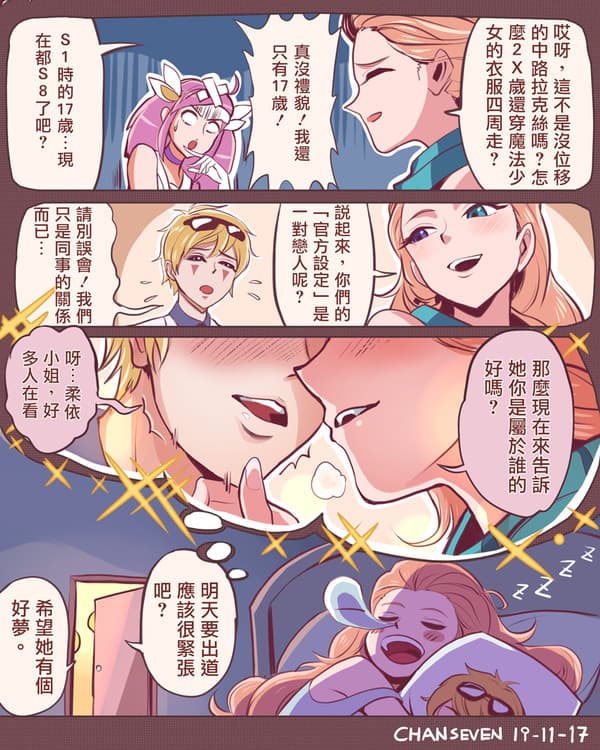 哎呀，這不是沒位移
的中路拉克絲嗎？怎
麼2X歲還穿魔法少
女的衣服四周走？
真沒禮貌！我還
只有17歲！
S1時的17歲…現
在都S8了吧？
說起來，你們的
「官方設定」是
一對戀人呢？
請別誤會！我們
只是同事的關係
而已…
那麼現在來告訴
她你是屬於誰的
好嗎？
呀…柔依
小姐，好
多人在看
z z z z
明天要出道
應該很緊張
吧？
希望她有個
好夢。
CHANSEVEN 19-11-17